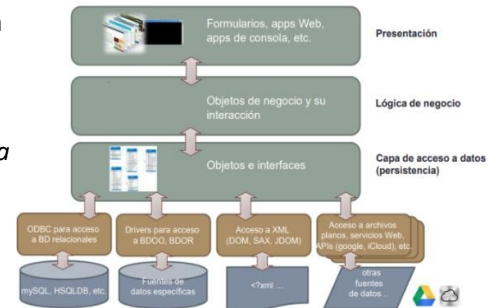 Formularios, apps Web,
apps de consola, etc.
Presentación
Objetos de negocio y su
interacción
Lógica de negocio
a
Objetos e interfaces
Capa de acceso a datos
(persistencia)
ODBC para acceso
a BD relacionales
Drivers para acceso
a BDOO, BDOR
Acceso a XML
(DOM, SAX, JDOM)
Acceso a archivos
planos, servicios Web,
APIs (google, iCloud), etc.
mySQL, HSQLDB, etc.
Fuentes de
datos específicas
<?xml ...
otras
fuentes
de datos...